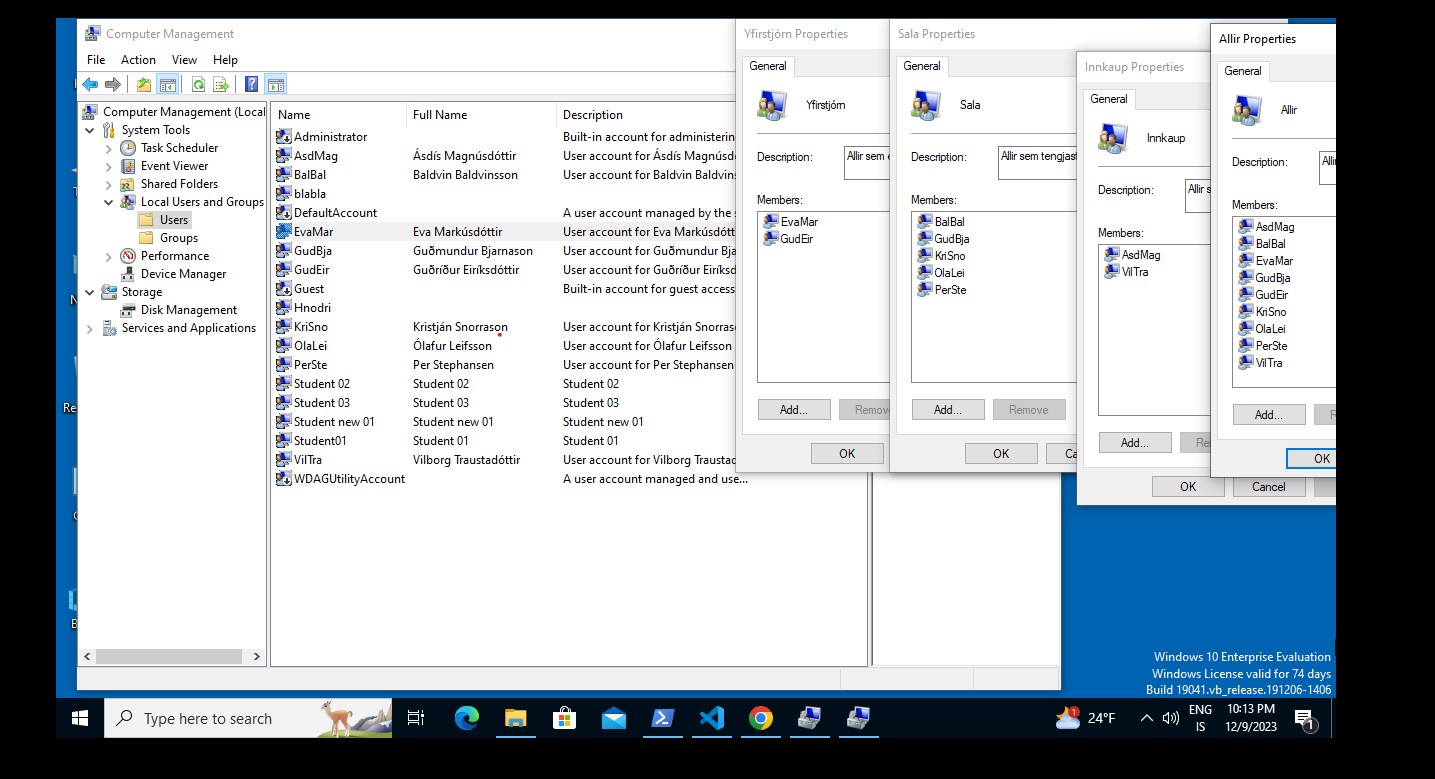 Computer Management
File Action View Help
Computer Management (Local
System Tools
Task Scheduler
Event Viewer
Shared Folders
Local Users and Groups
Users
Groups
Performance
Device Manager
Storage
Disk Management
Services and Applications
Name Full Name Description
Administrator Built-in account for administerin
AsdMag Ásdís Magnúsdóttir User account for Ásdís Magnúsd
BalBal Baldvin Baldvinsson User account for Baldvin Baldvins
blabla
DefaultAccount A user account managed by the s
EvaMar Eva Markúsdóttir User account for Eva Markúsdótt
GudBja Guðmundur Bjarnason User account for Guðmundur Bja
GudEir Guðríður Eiríksdóttir User account for Guðríður Eiríksd
Guest Built-in account for guest access
Hnodri
KriSno Kristján Snorrason User account for Kristján Snorras
OlaLei Ólafur Leifsson User account for Ólafur Leifsson
PerSte Per Stephansen User account for Per Stephansen
Student 02 Student 02 Student 02
Student 03 Student 03 Student 03
Student new 01 Student new 01 Student new 01
Student01 Student 01 Student 01
VilTra Vilborg Traustadóttir User account for Vilborg Traustad
WDAGUtilityAccount A user account managed and use...
Yfirstjórn Properties
General
Yfirstjórn
Description: Allir sem
Members:
EvaMar
GudEir
Add... Remov
OK
Sala Properties
General
Sala
Description: Allir sem tengjast
Members:
BalBal
GudBja
KriSno
OlaLei
PerSte
Add... Remove
OK Ca
Innkaup Properties
General
Innkaup
Description: Allir s
Members:
AsdMag
VilTra
Add... Re
OK Cancel
Allir Properties
General
Allir
Description: Alli
Members:
AsdMag
BalBal
EvaMar
GudBja
GudEir
KriSno
OlaLei
PerSte
VilTra
Add... R
OK
Windows 10 Enterprise Evaluation
Windows License valid for 74 days
Build 19041.vb_release.191206-1406
Type here to search
1
24°F
ENG
IS
10:13 PM
12/9/2023
1